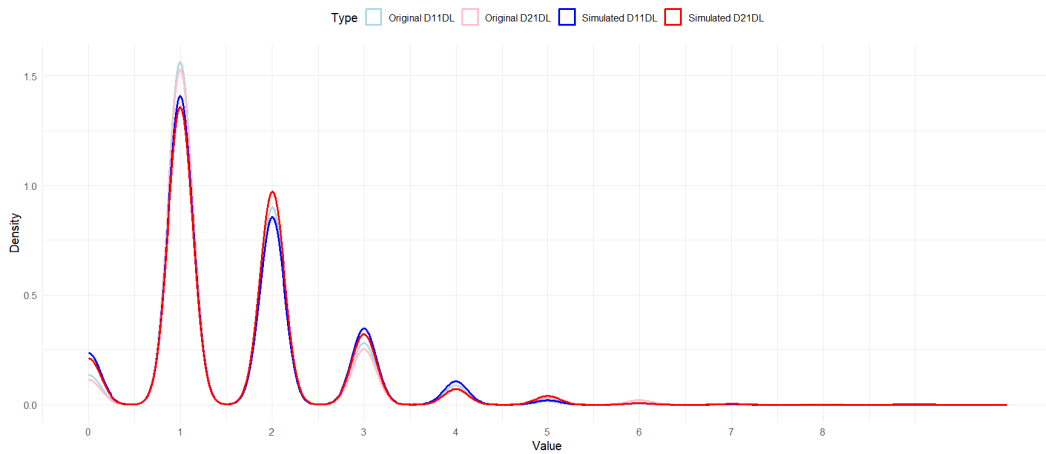 Type Original D11DL Original D21DL Simulated D11DL Simulated D21DL
1.5
1.0
0.5
0.0
Density
0 1 2 3 4 5 6 7 8
Value